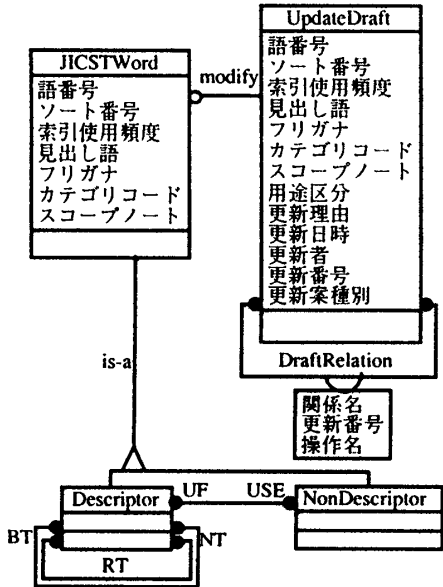 UpdateDraft
語番号
ソート番号
索引使用頻度
見出し語
フリガナ
カテゴリコード
スコープノート
用途区分
更新理由
更新日時
更新者
更新番号
更新案種別
JICSTWord
語番号
ソート番号
索引使用頻度
見出し語
フリガナ
カテゴリコード
スコープノート
modify
is-a
DraftRelation
関係名
更新番号
操作名
Descriptor
UF
USE
NonDescriptor
BT
NT
RT